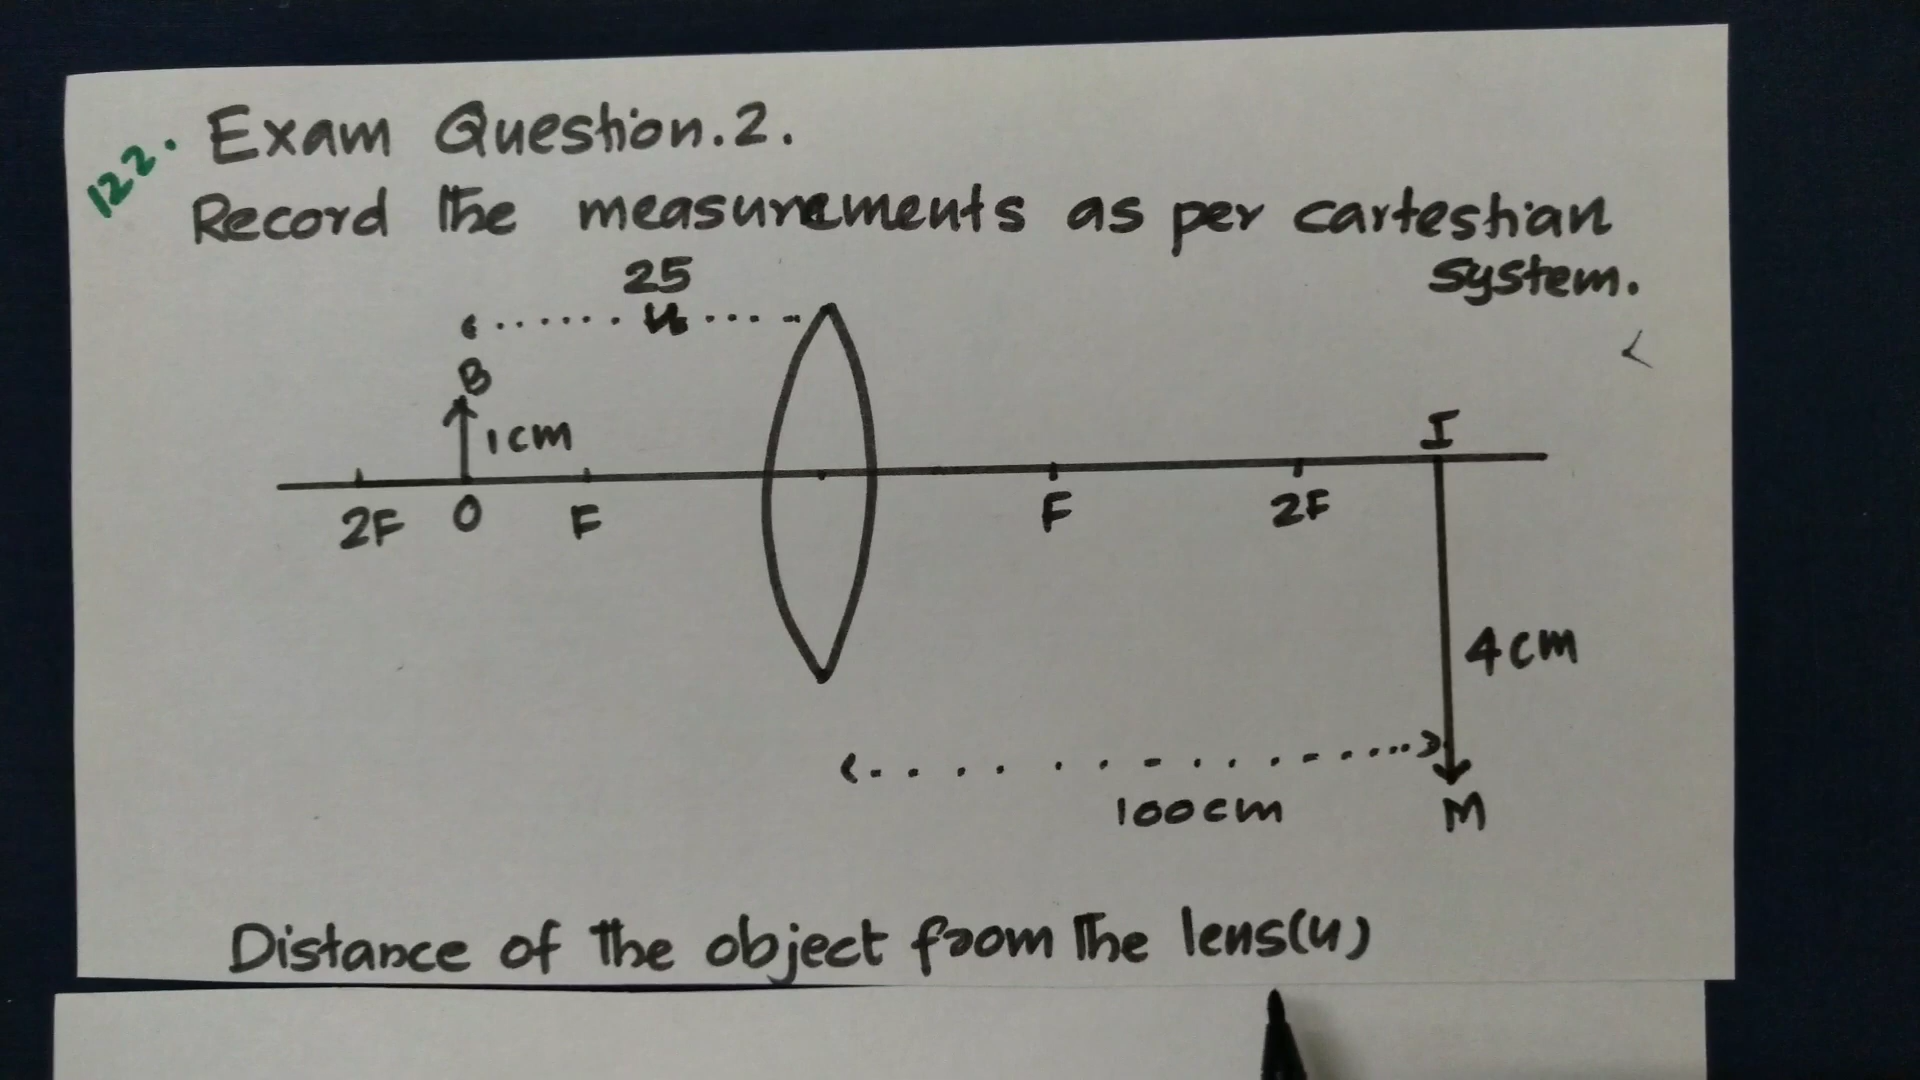 122. Exam Question.2.
Record the measurements as per cartestian
system.
25
u
B
1cm
I
2F O F F 2F
4cm
100cm
M
Distance of the object from the lens(u)